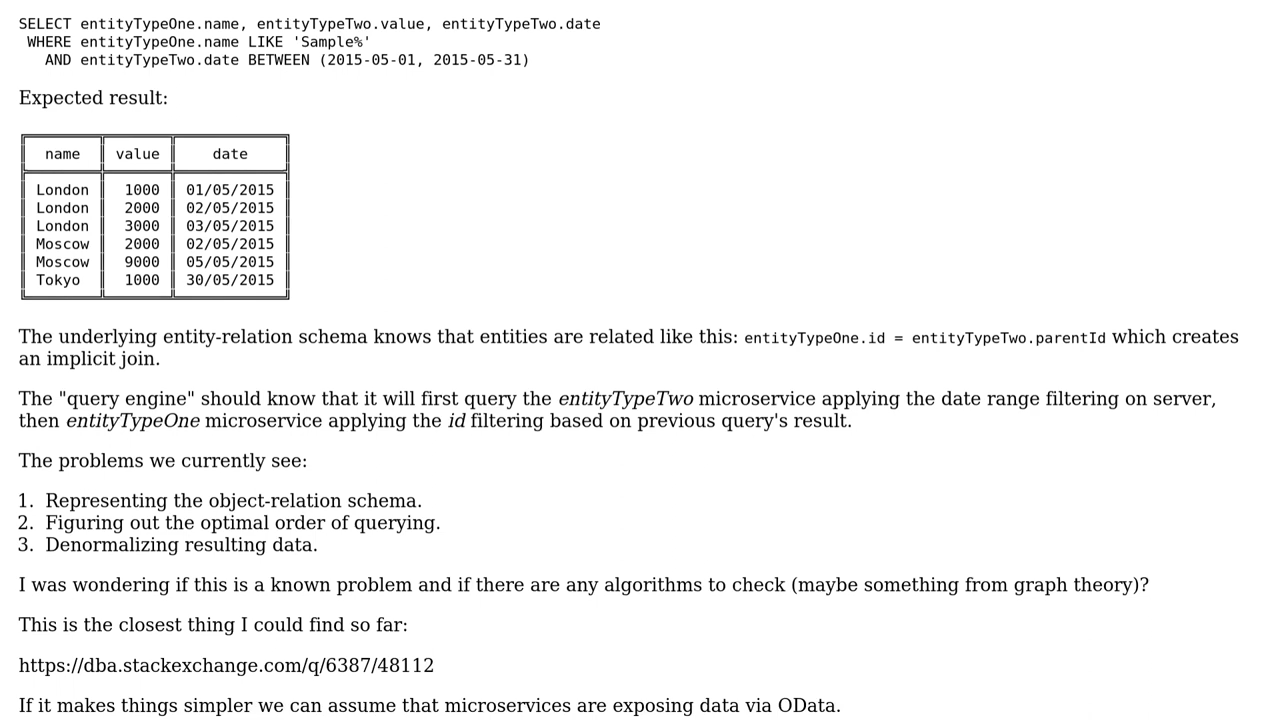 SELECT entityTypeOne.name, entityTypeTwo.value, entityTypeTwo.date
WHERE entityTypeOne.name LIKE 'Sample%'
AND entityTypeTwo.date BETWEEN (2015-05-01, 2015-05-31)
Expected result:
name value date
London 1000 01/05/2015
London 2000 02/05/2015
London 3000 03/05/2015
Moscow 2000 02/05/2015
Moscow 9000 05/05/2015
Tokyo 1000 30/05/2015
The underlying entity-relation schema knows that entities are related like this: entityTypeOne.id = entityTypeTwo.parentId which creates
an implicit join.
The "query engine" should know that it will first query the entityTypeTwo microservice applying the date range filtering on server,
then entityTypeOne microservice applying the id filtering based on previous query's result.
The problems we currently see:
1. Representing the object-relation schema.
2. Figuring out the optimal order of querying.
3. Denormalizing resulting data.
I was wondering if this is a known problem and if there are any algorithms to check (maybe something from graph theory)?
This is the closest thing I could find so far:
https://dba.stackexchange.com/q/6387/48112
If it makes things simpler we can assume that microservices are exposing data via OData.